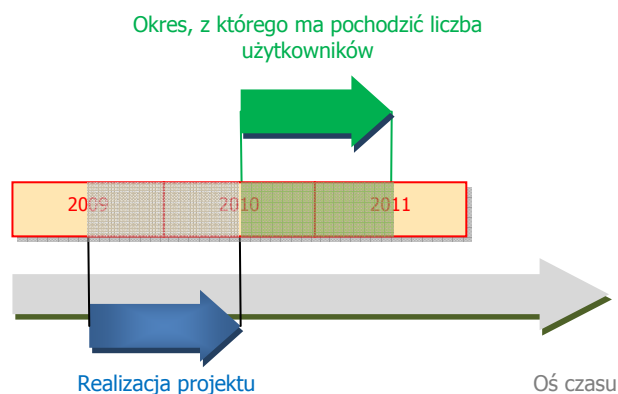 Okres, z którego ma pochodzić liczba
użytkowników
2009 2010 2011
Realizacja projektu
Oś czasu